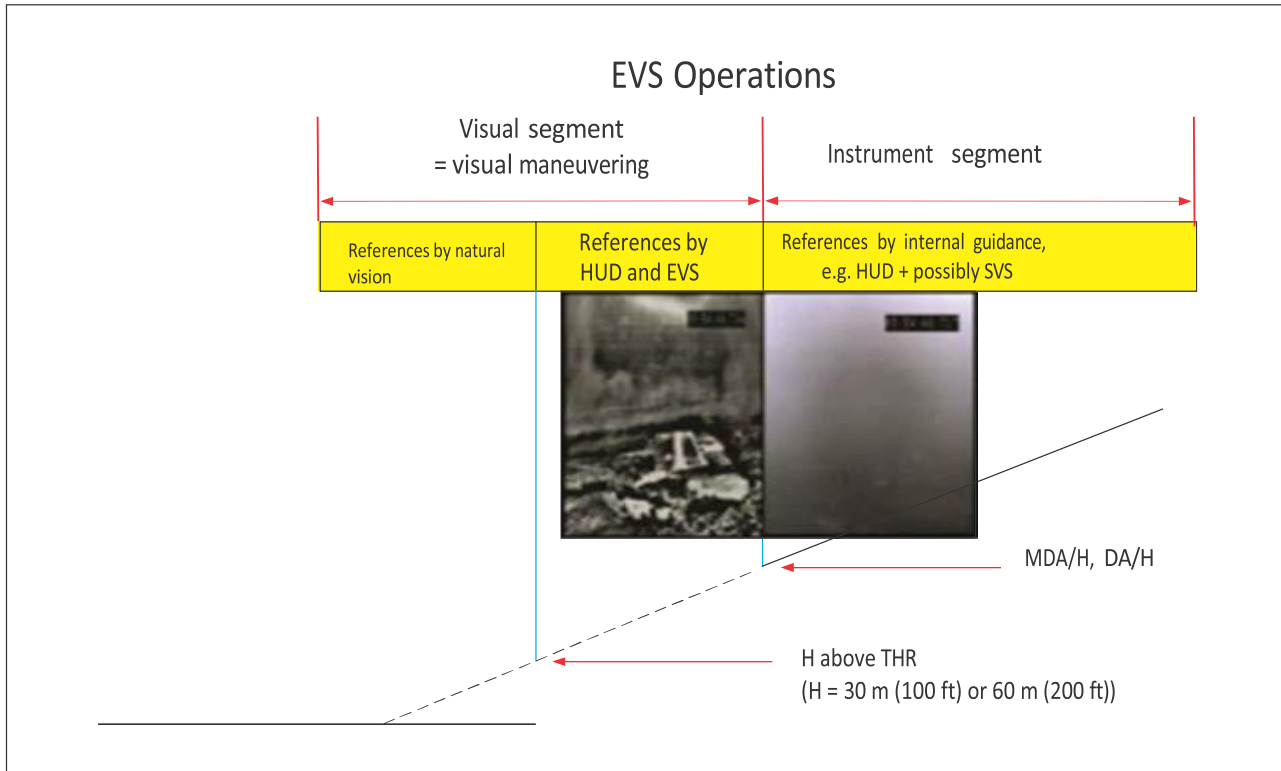 EVS Operations
Visual segment
= visual maneuvering
Instrument segment
References by natural
vision
References by
HUD and EVS
References by internal guidance,
e.g. HUD + possibly SVS
MDA/H, DA/H
H above THR
(H = 30 m (100 ft) or 60 m (200 ft))